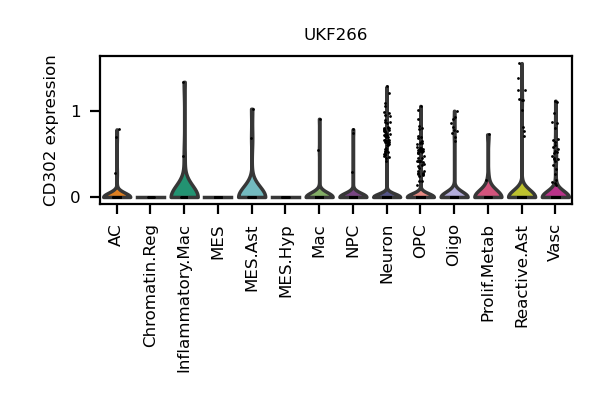 UKF266
CD302 expression
1
0
AC
Chromatin.Reg
Inflammatory.Mac
MES
MES.Ast
MES.Hyp
Mac
NPC
Neuron
OPC
Oligo
Prolif.Metab
Reactive.Ast
Vasc